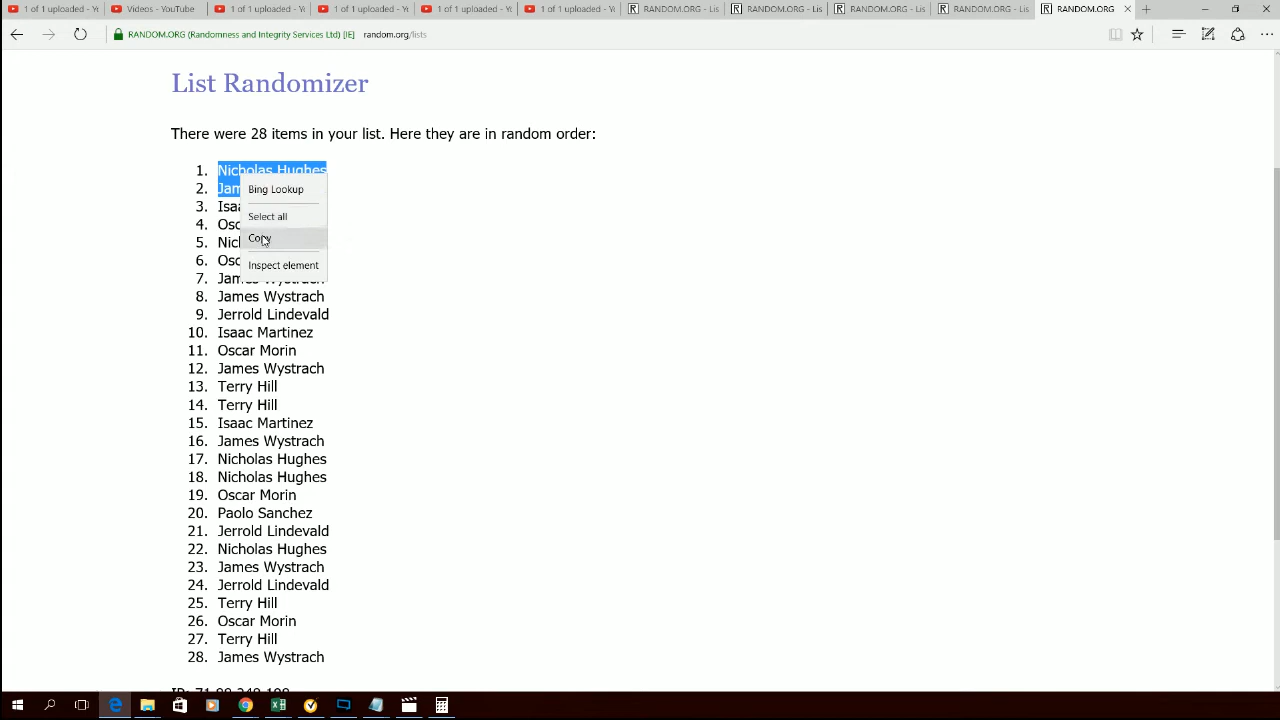 1 of 1 uploaded - Yo
Videos - YouTube
1 of 1 uploaded - Yo
1 of 1 uploaded - Yo
1 of 1 uploaded - Yo
1 of 1 uploaded - Yo
RANDOM.ORG - Lis
RANDOM.ORG - Lis
RANDOM.ORG - Lis
RANDOM.ORG - Lis
RANDOM.ORG
RANDOM.ORG (Randomness and Integrity Services Ltd) [IE] random.org/lists
List Randomizer
There were 28 items in your list. Here they are in random order:
1. Nicholas Hughes
2. Jam
3. Isaa
4. Osc
5. Nich
6. Osc
7. James Wystrach
8. James Wystrach
9. Jerrold Lindevald
10. Isaac Martinez
11. Oscar Morin
12. James Wystrach
13. Terry Hill
14. Terry Hill
15. Isaac Martinez
16. James Wystrach
17. Nicholas Hughes
18. Nicholas Hughes
19. Oscar Morin
20. Paolo Sanchez
21. Jerrold Lindevald
22. Nicholas Hughes
23. James Wystrach
24. Jerrold Lindevald
25. Terry Hill
26. Oscar Morin
27. Terry Hill
28. James Wystrach
Bing Lookup
Select all
Copy
Inspect element